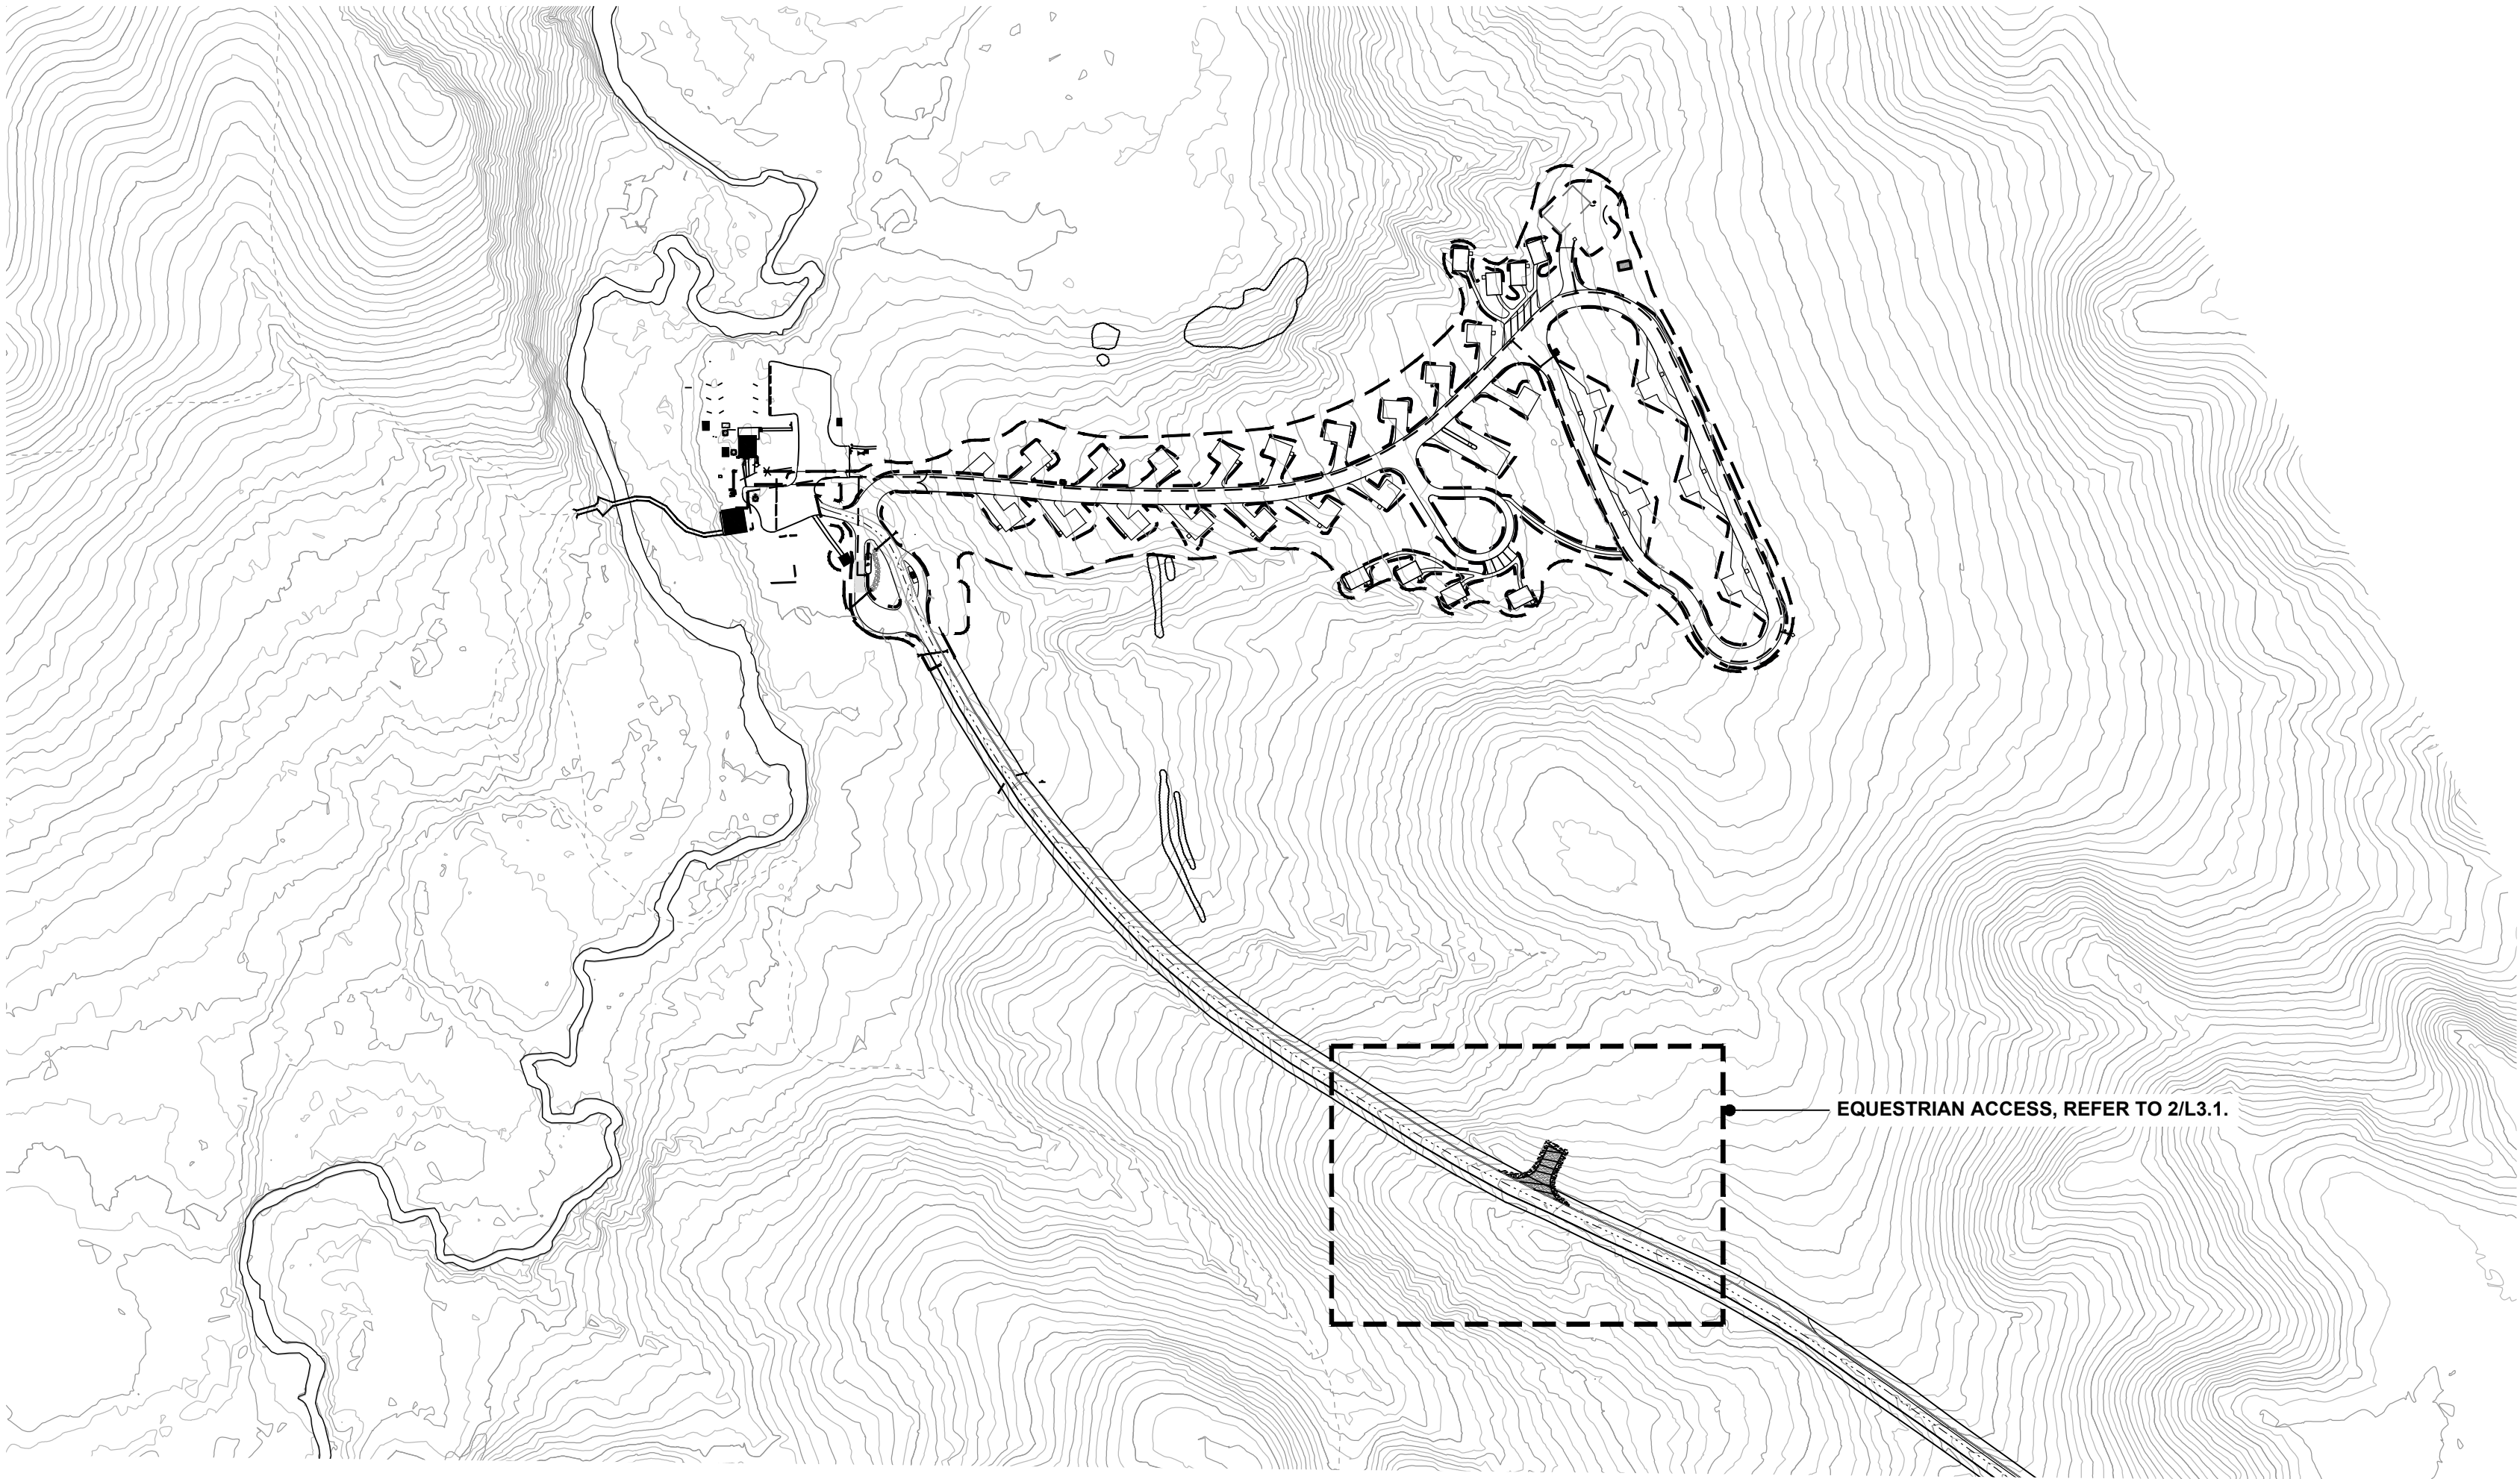 EQUESTRIAN ACCESS, REFER TO 2/L3.1.